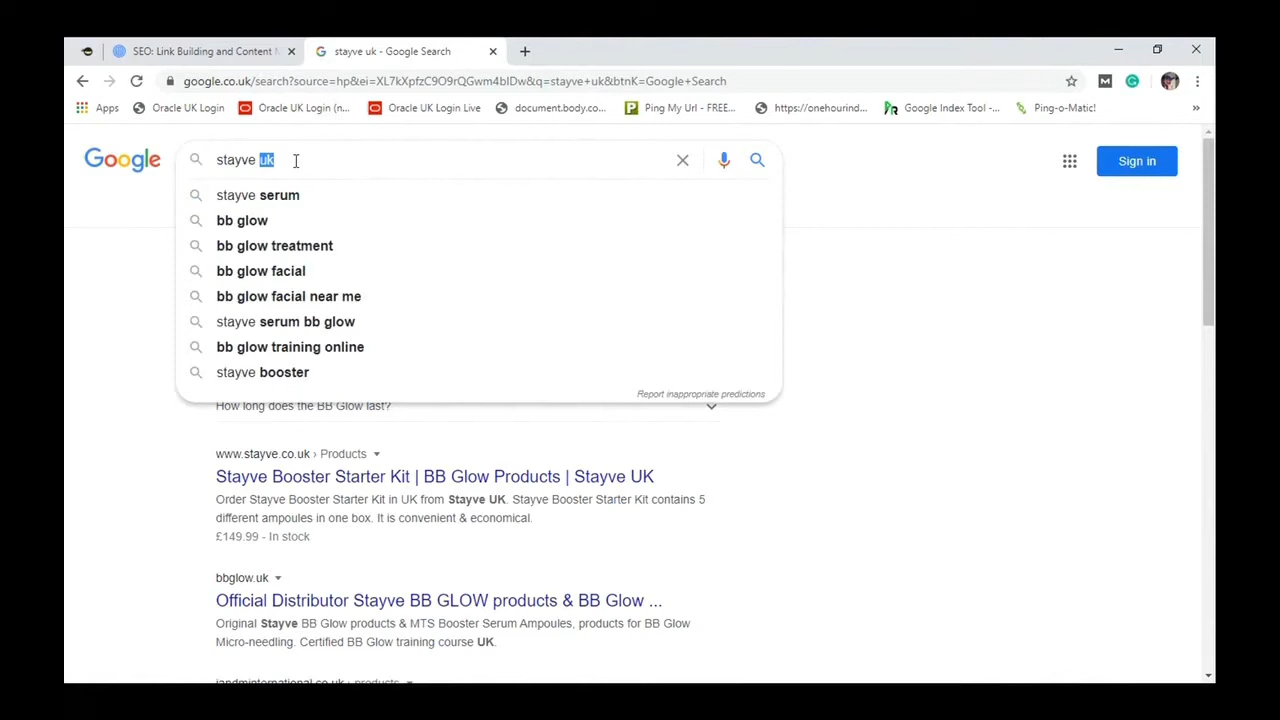 SEO: Link Building and Content M
stayve uk - Google Search
google.co.uk/search?source=hp&ei=XL7kXpfzC9O9rQGwm4bIDw&q=stayve+uk&btnK=Google+Search
Apps
Oracle UK Login
Oracle UK Login (n...
Oracle UK Login Live
document.body.co...
Ping My Url - FREE...
https://onehourind...
Google Index Tool -...
Ping-o-Matic!
Google
stayve uk
Sign in
stayve serum
bb glow
bb glow treatment
bb glow facial
bb glow facial near me
stayve serum bb glow
bb glow training online
stayve booster
Report inappropriate predictions
How long does the BB Glow last?
www.stayve.co.uk › Products
Stayve Booster Starter Kit | BB Glow Products | Stayve UK
Order Stayve Booster Starter Kit in UK from Stayve UK. Stayve Booster Starter Kit contains 5
different ampoules in one box. It is convenient & economical.
£149.99 - In stock
bbglow.uk
Official Distributor Stayve BB GLOW products & BB Glow ...
Original Stayve BB Glow products & MTS Booster Serum Ampoules, products for BB Glow
Micro-needling. Certified BB Glow training course UK.
jandminternational.co.uk › products